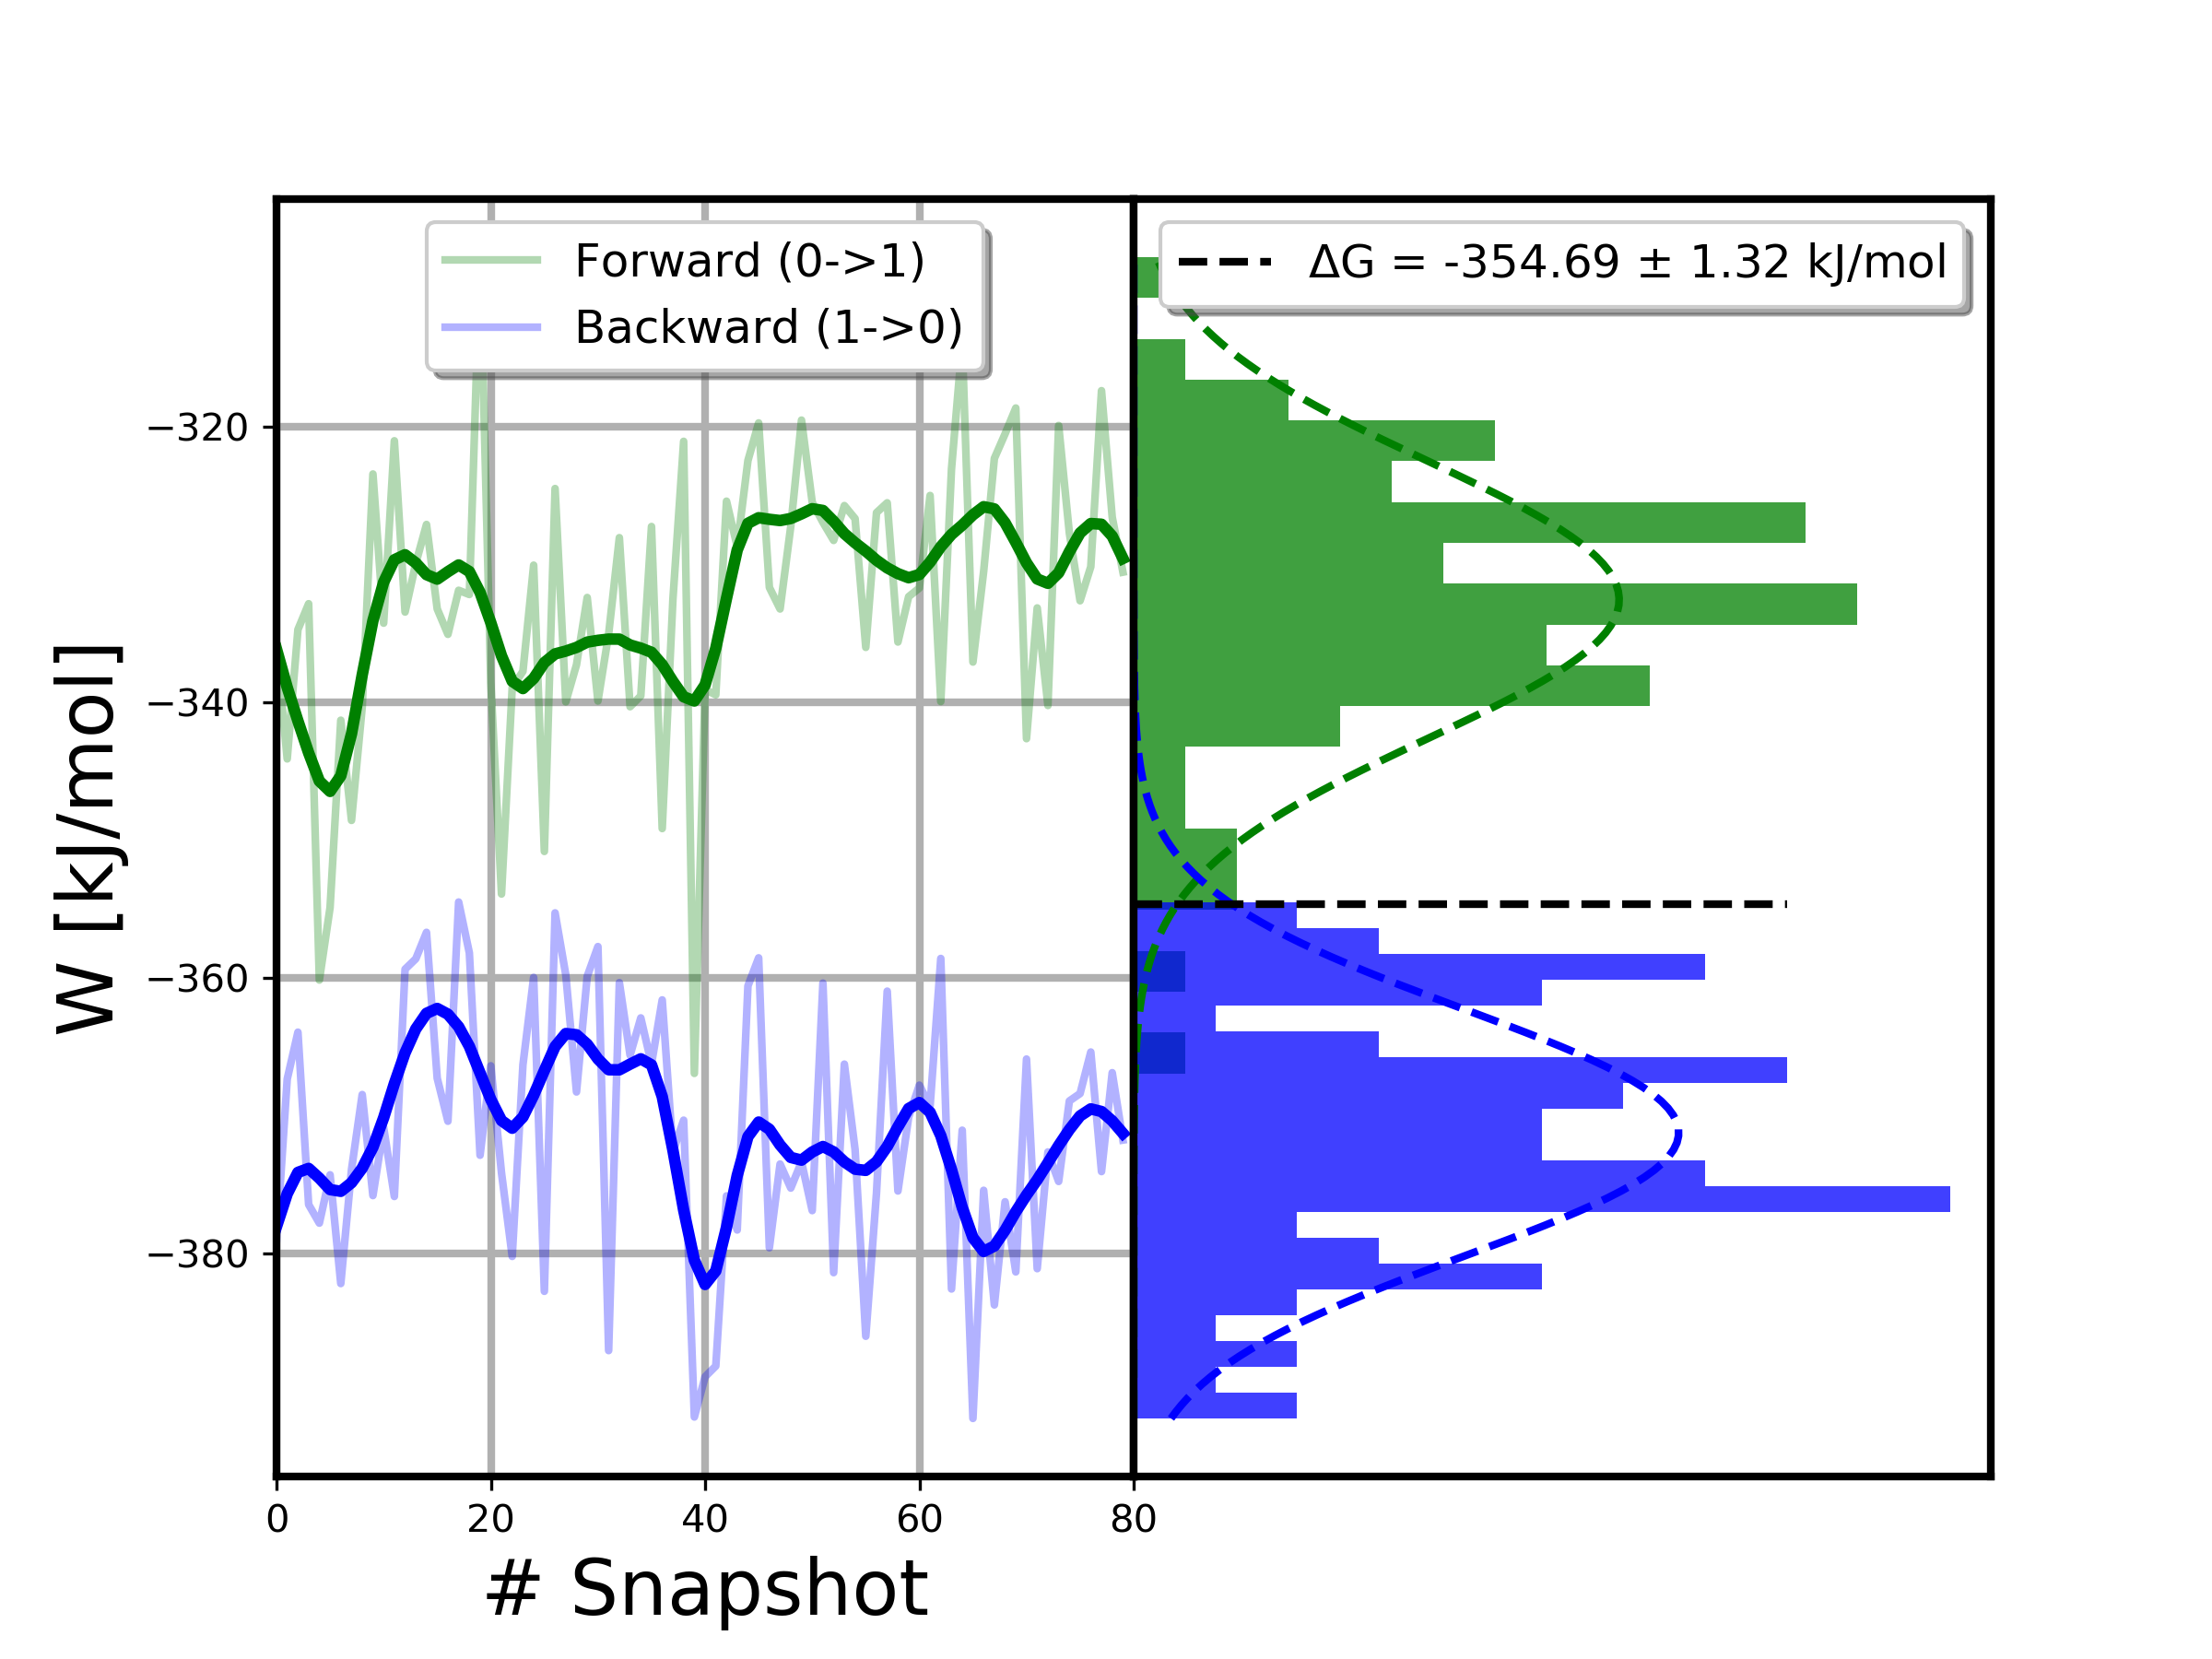 Forward (0->1)
Backward (1->0)
ΔG = -354.69 ± 1.32 kJ/mol
W [kJ/mol]
−320
−340
−360
−380
0 20 40 60 80
# Snapshot